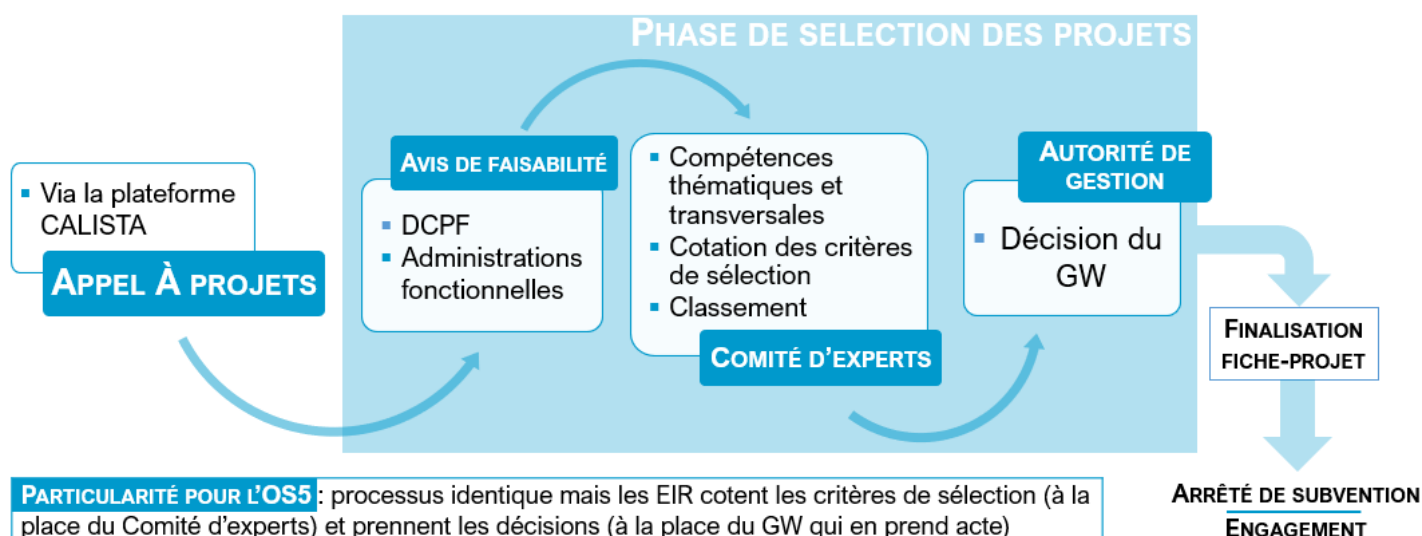 PHASE DE SELECTION DES PROJETS
▪ Via la plateforme
CALISTA
APPEL À PROJETS
AVIS DE FAISABILITÉ
▪ DCPF
▪ Administrations
fonctionnelles
▪ Compétences
thématiques et
transversales
▪ Cotation des critères
de sélection
▪ Classement
COMITÉ D’EXPERTS
AUTORITÉ DE
GESTION
▪ Décision du
GW
FINALISATION
FICHE-PROJET
ARRÊTÉ DE SUBVENTION
ENGAGEMENT
PARTICULARITÉ POUR L’OS5 : processus identique mais les EIR cotent les critères de sélection (à la
place du Comité d’experts) et prennent les décisions (à la place du GW qui en prend acte)